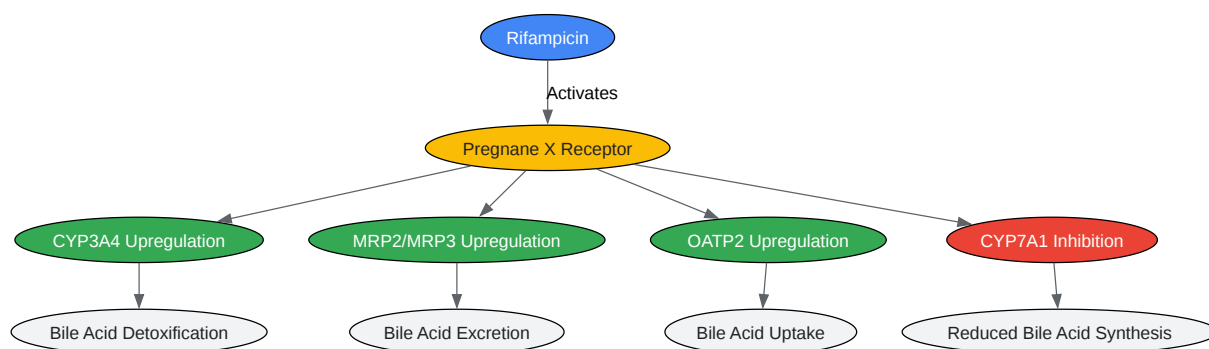 Rifampicin
Activates
Pregnane X Receptor
CYP3A4 Upregulation
MRP2/MRP3 Upregulation
OATP2 Upregulation
CYP7A1 Inhibition
Bile Acid Detoxification
Bile Acid Excretion
Bile Acid Uptake
Reduced Bile Acid Synthesis